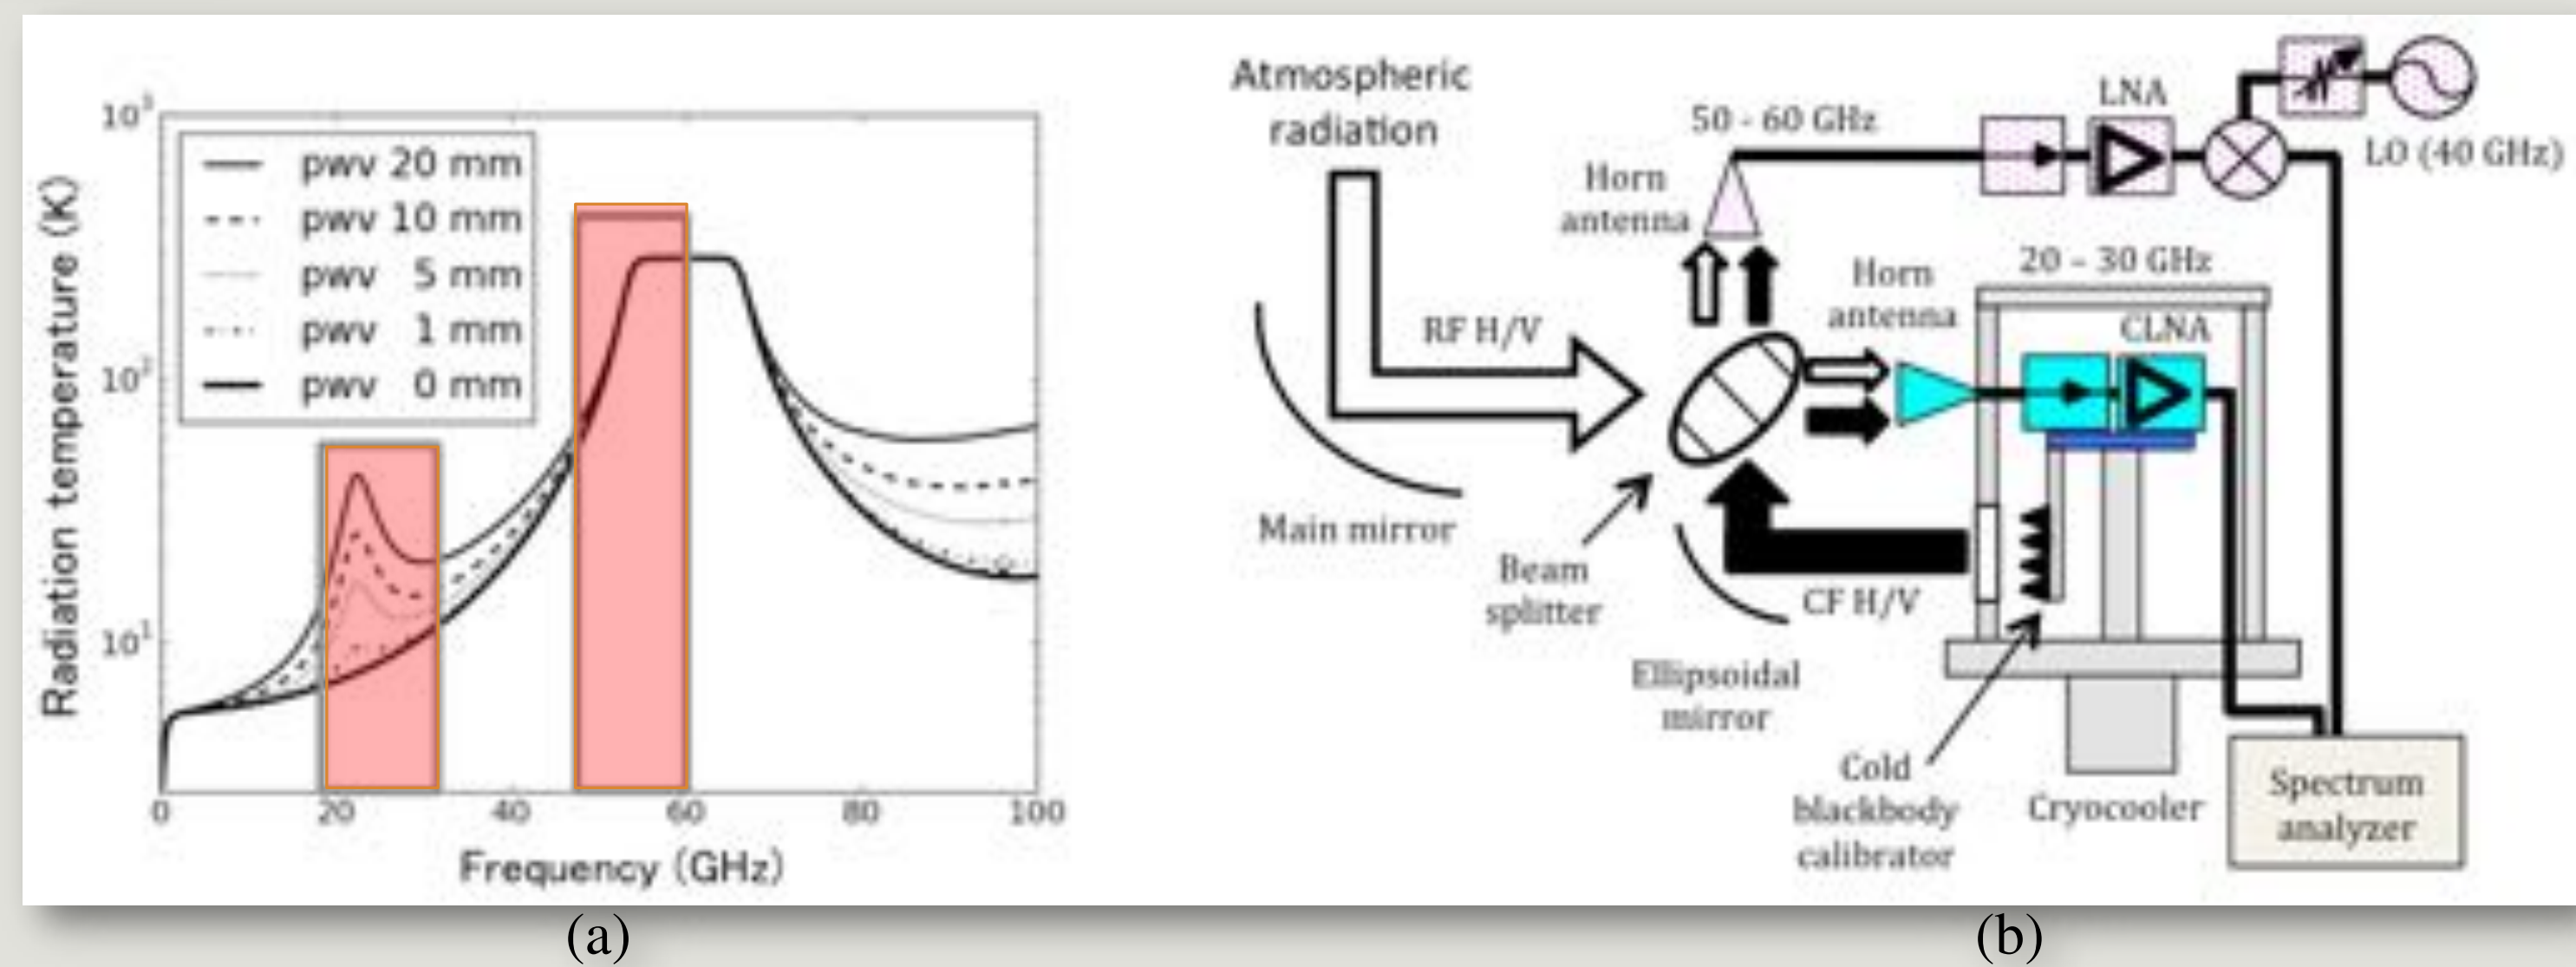 10³
10²
10¹
Radiation temperature (K)
pwv 20 mm
pwv 10 mm
pwv 5 mm
pwv 1 mm
pwv 0 mm
0 20 40 60 80 100
Frequency (GHz)
(a)
Atmospheric
radiation
50 - 60 GHz
LNA
LO (40 GHz)
Horn
antenna
20 – 30 GHz
Horn
antenna
CLNA
RF H/V
Main mirror
Beam
splitter
CF H/V
Ellipsoidal
mirror
Cold
blackbody
calibrator
Cryocooler
Spectrum
analyzer
(b)